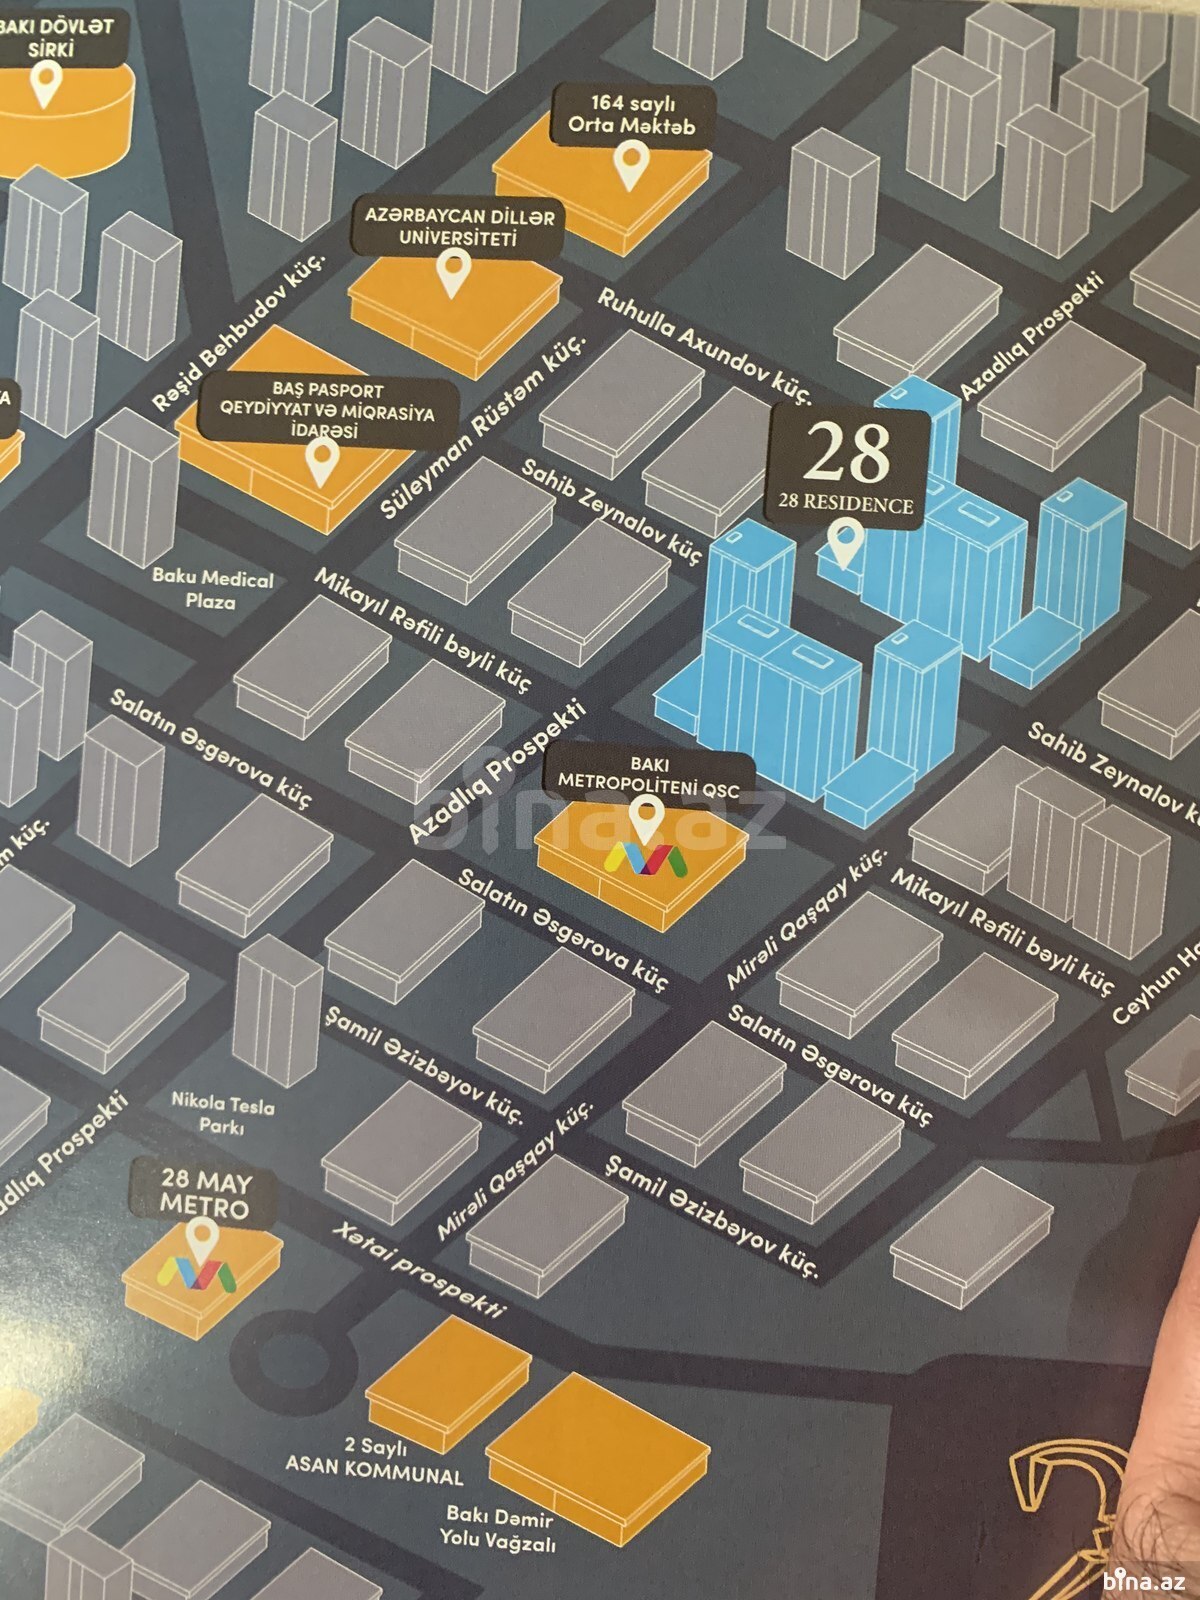 BAKI DÖVLƏT
SİRKİ
164 saylı
Orta Məktəb
AZƏRBAYCAN DİLLƏR
UNİVERSİTETİ
Rəşid Behbudov küç.
Ruhulla Axundov küç.
Azadlıq Prospekti
BAŞ PASPORT
QEYDİYYAT VƏ MİQRASİYA
İDARƏSİ
Süleyman Rüstəm küç.
28
28 RESIDENCE
Sahib Zeynalov küç
Baku Medical
Plaza
Mikayıl Rəfili bəyli küç
Salatın Əsgərova küç
Azadlıq Prospekti
BAKI
METROPOLİTENİ QSC
bina.az
Sahib Zeynalov
Salatın Əsgərova küç
Mirəli Qaşqay küç.
Mikayıl Rəfili bəyli küç
Ceyhun
Salatın Əsgərova küç
Şamil Əzizbəyov küç.
Nikola Tesla
Parkı
Prospekti
28 MAY
METRO
Mirəli Qaşqay küç.
Şamil Əzizbəyov küç.
Xətai prospekti
2 Saylı
ASAN KOMMUNAL
Bakı Dəmir
Yolu Vağzalı
bina.az